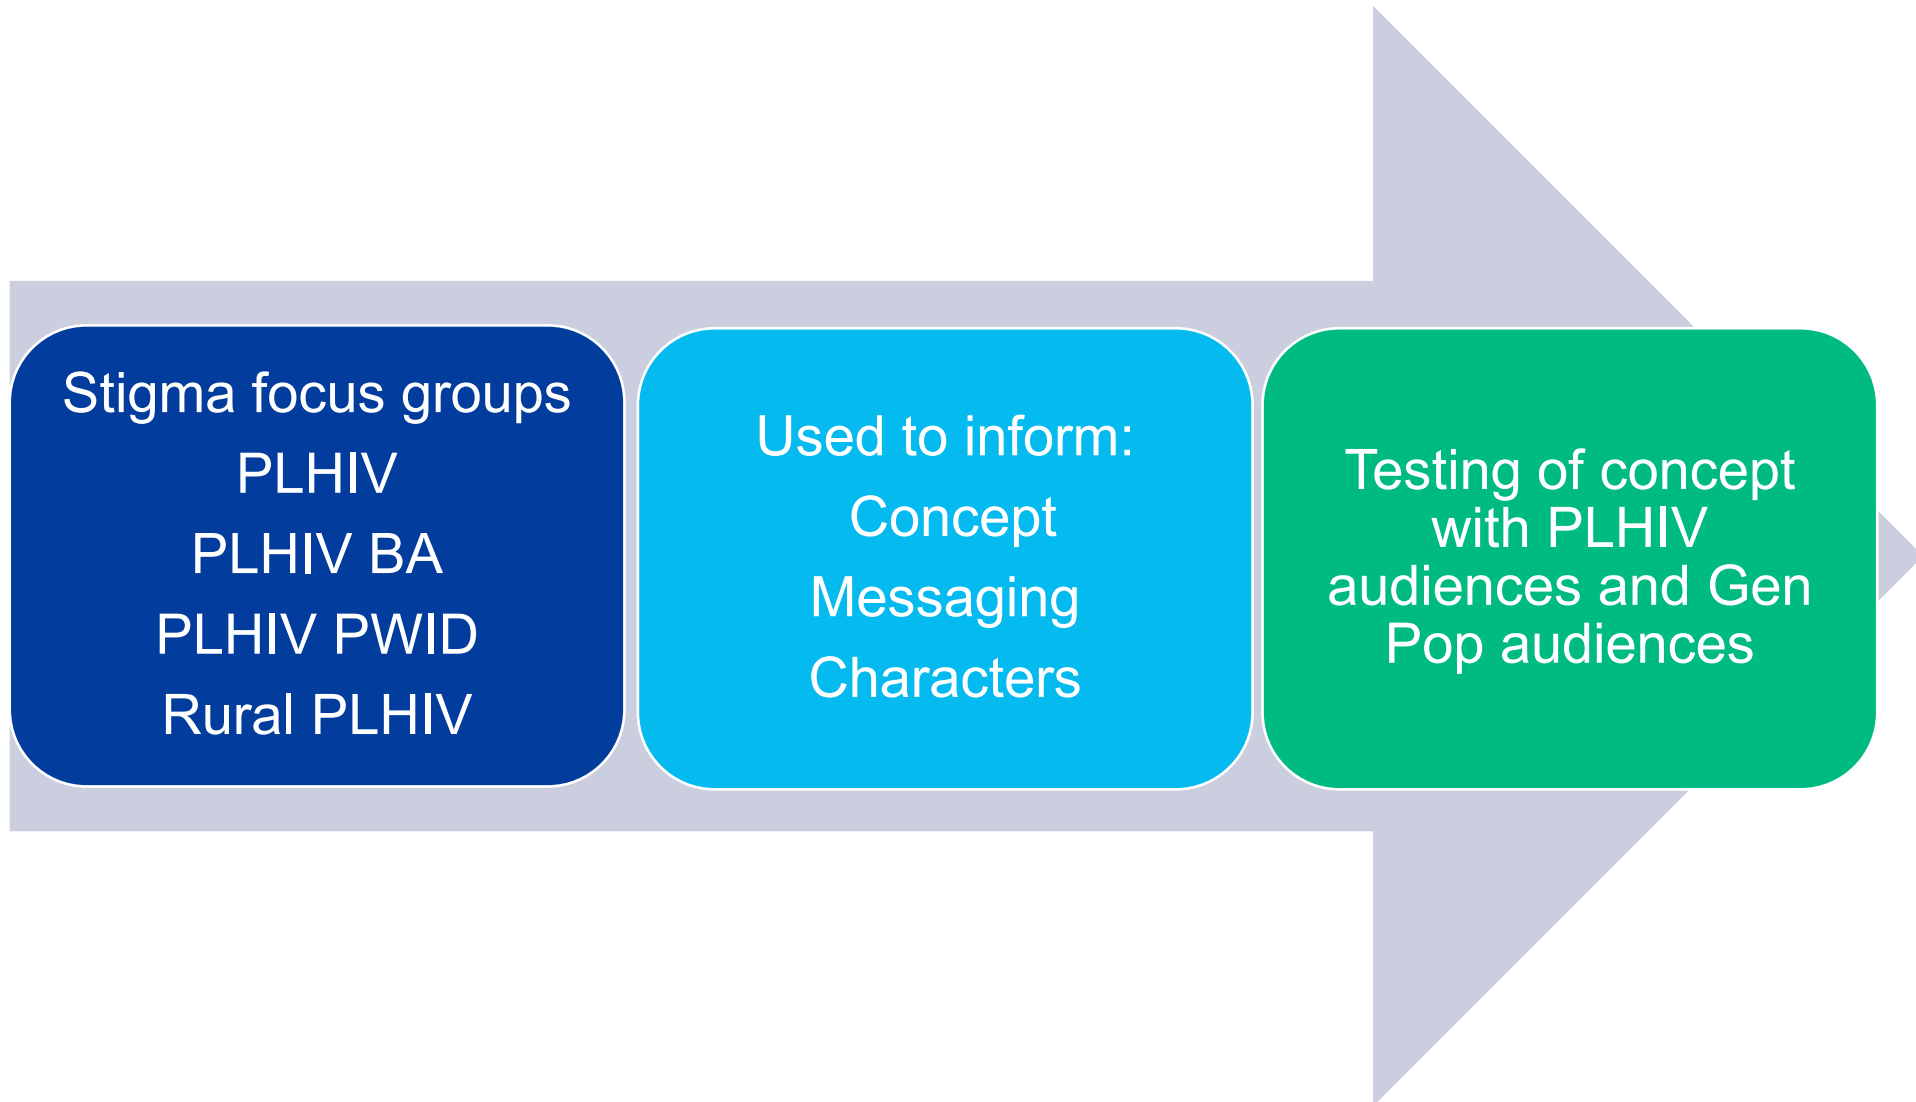 Stigma focus groups
PLHIV
PLHIV BA
PLHIV PWID
Rural PLHIV
Used to inform:
Concept
Messaging
Characters
Testing of concept
with PLHIV
audiences and Gen
Pop audiences